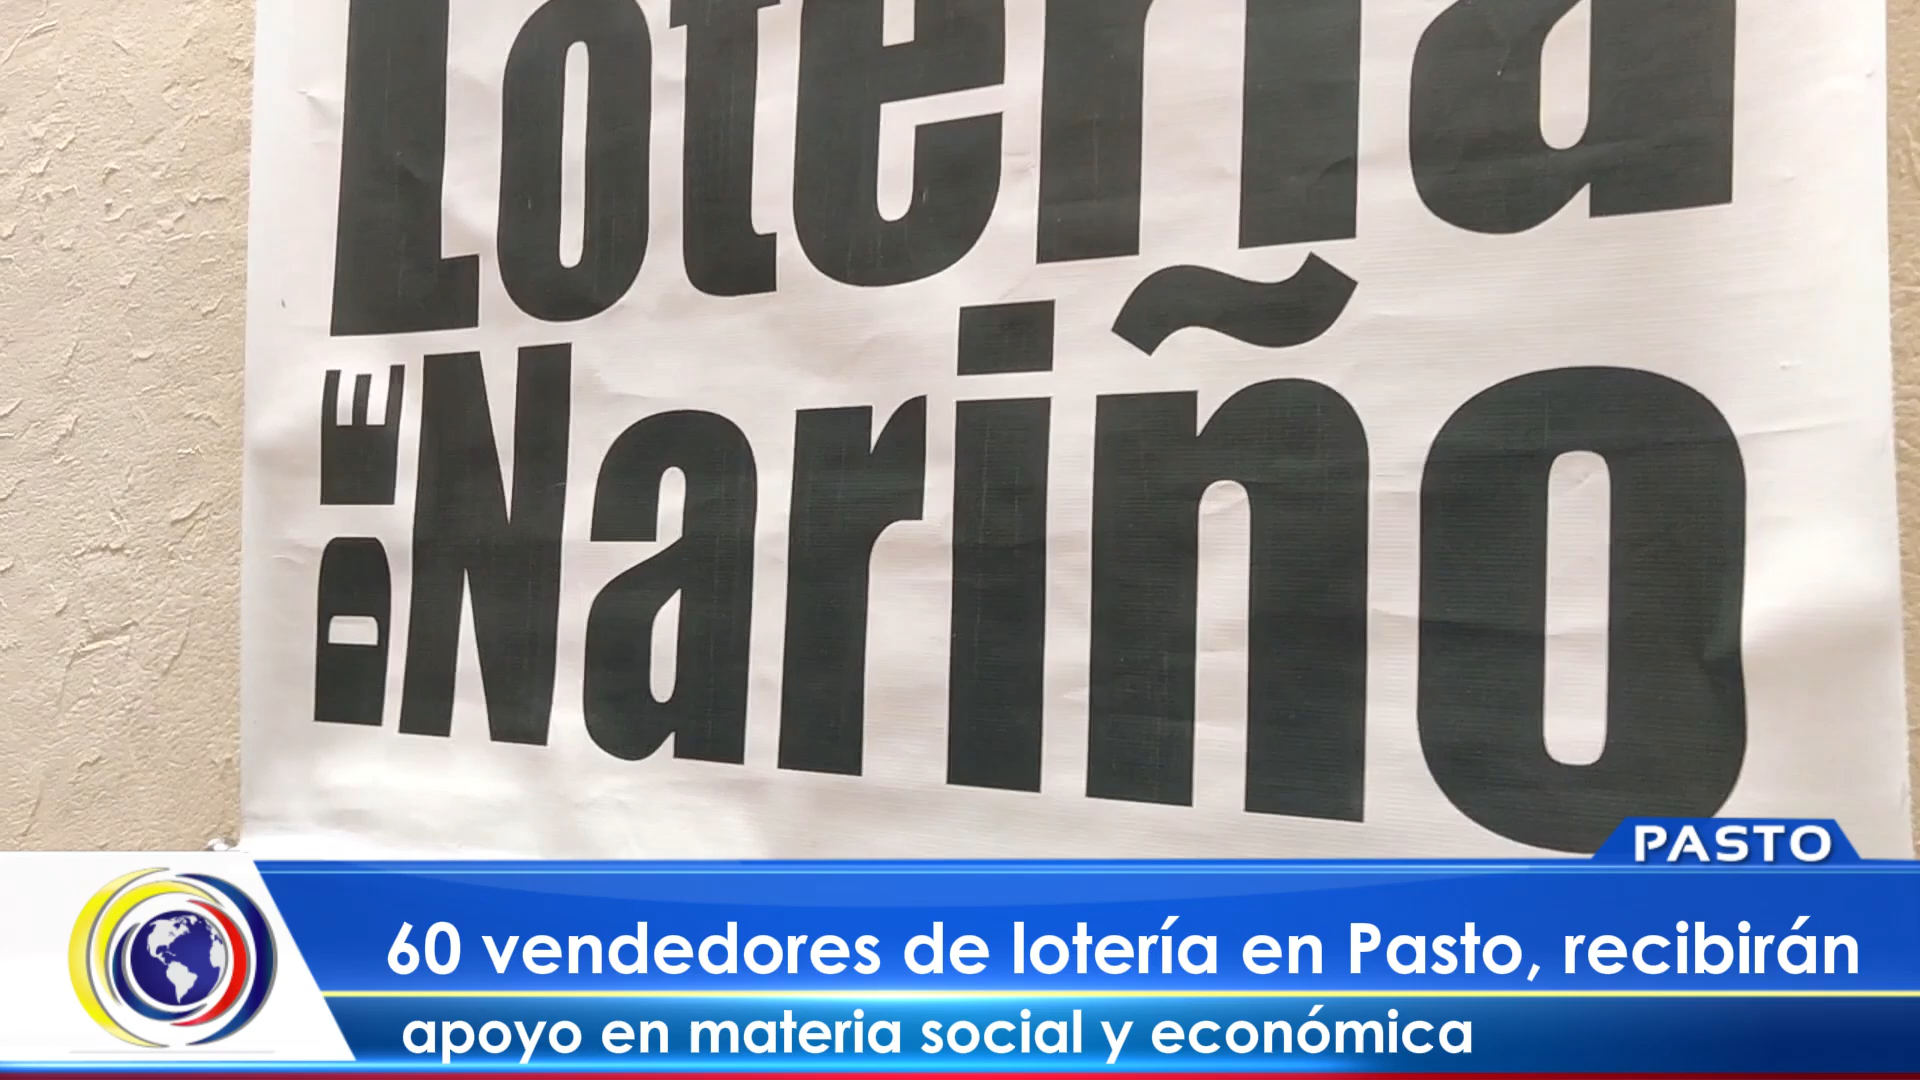 Lotería
DE
Nariño
PASTO
60 vendedores de lotería en Pasto, recibirán
apoyo en materia social y económica